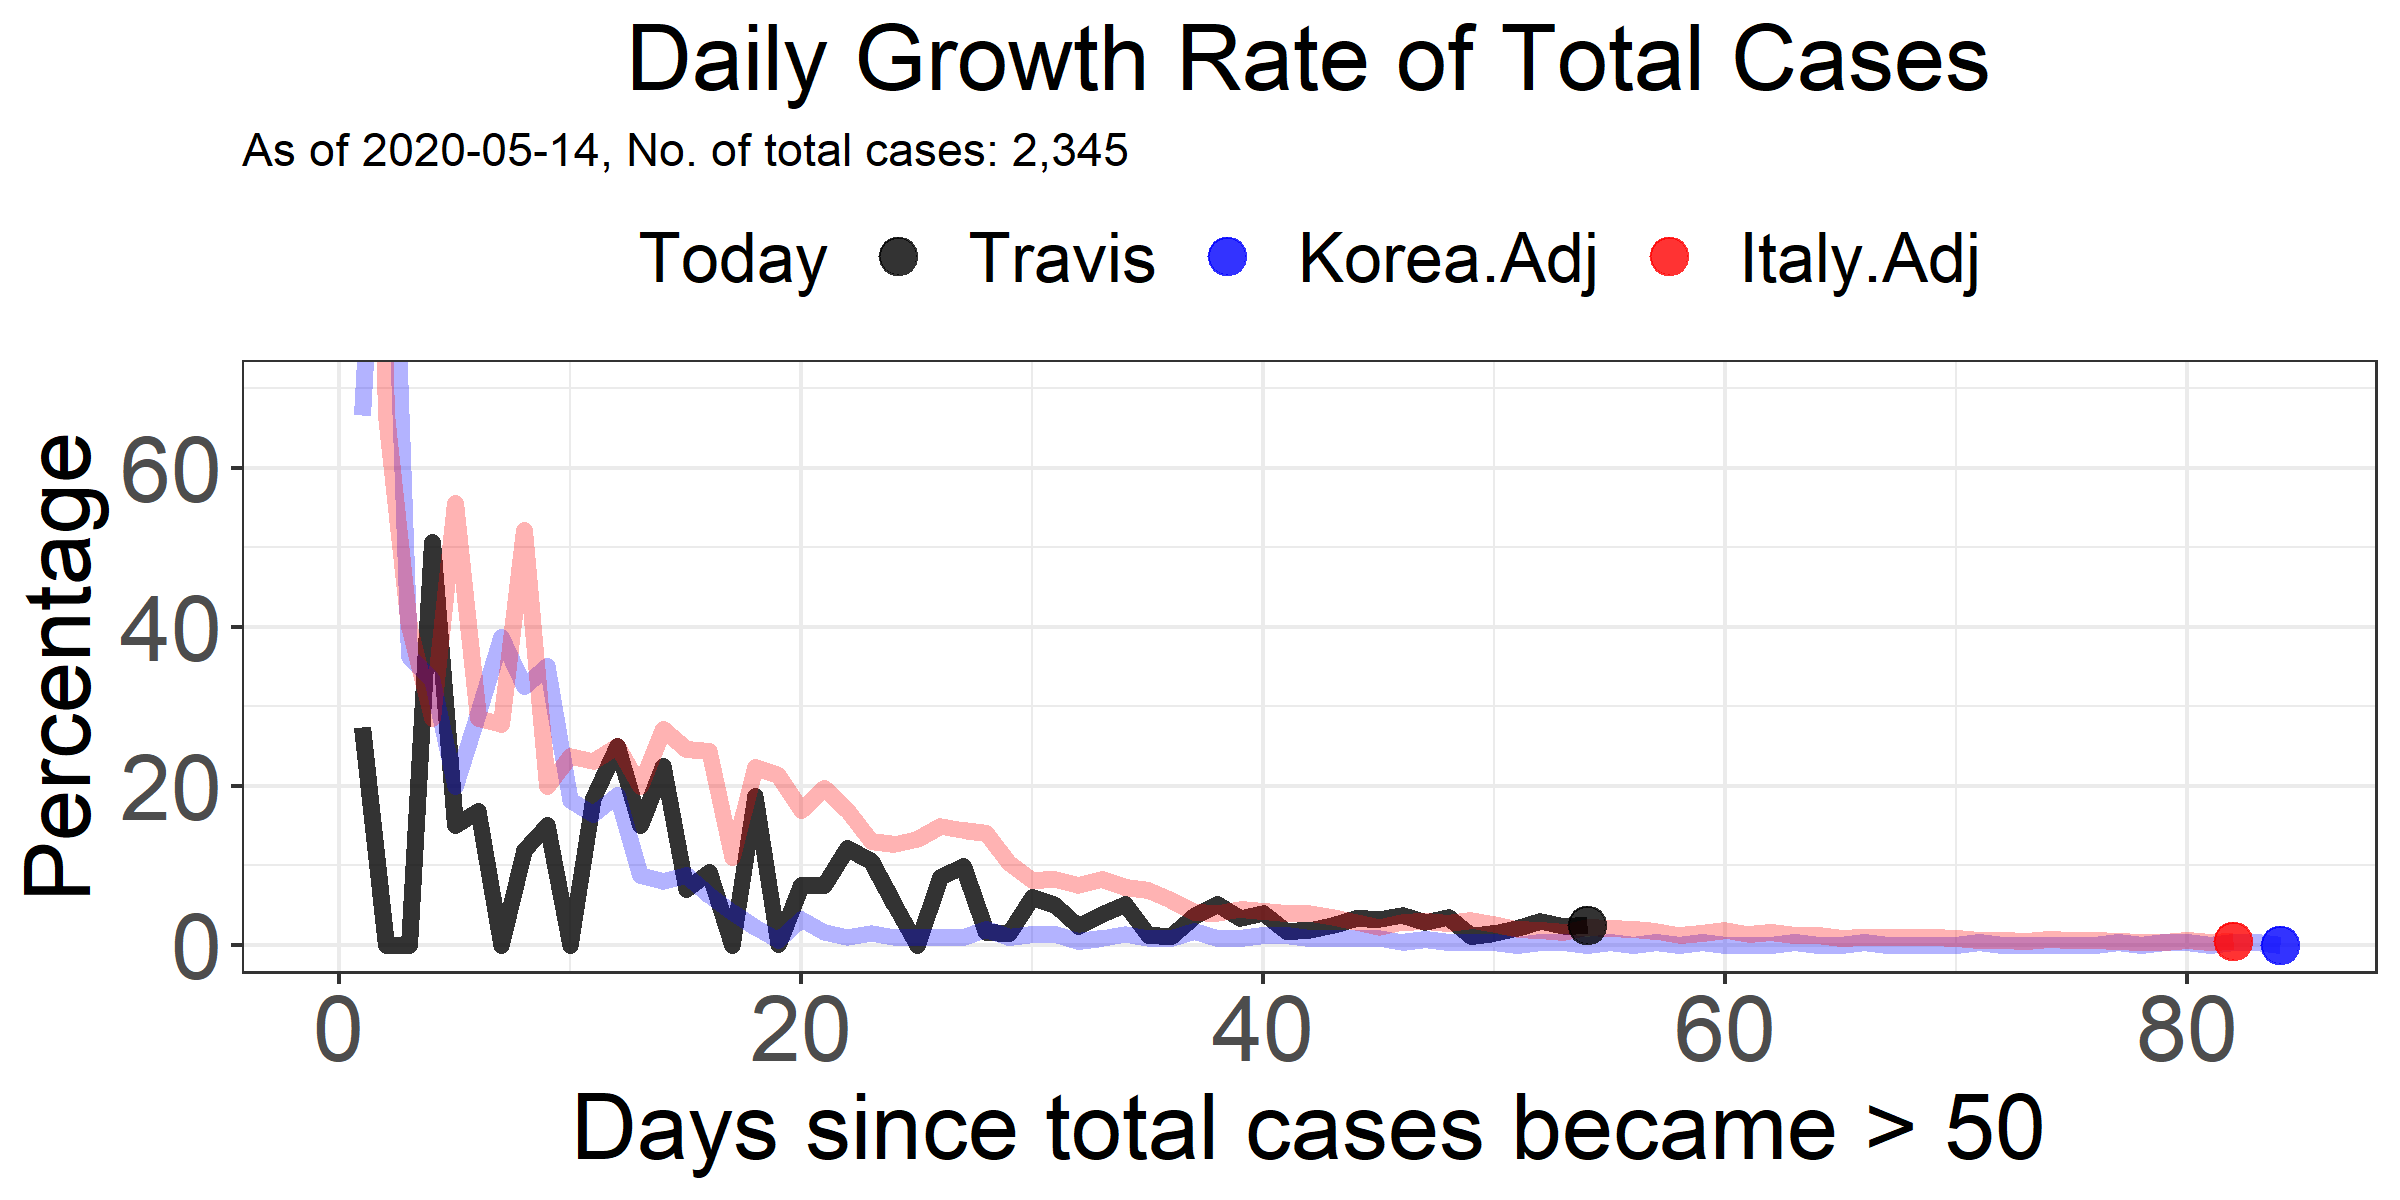 Daily Growth Rate of Total Cases
As of 2020-05-14, No. of total cases: 2,345
Today Travis Korea.Adj Italy.Adj
Percentage
60
40
20
0
0 20 40 60 80
Days since total cases became > 50